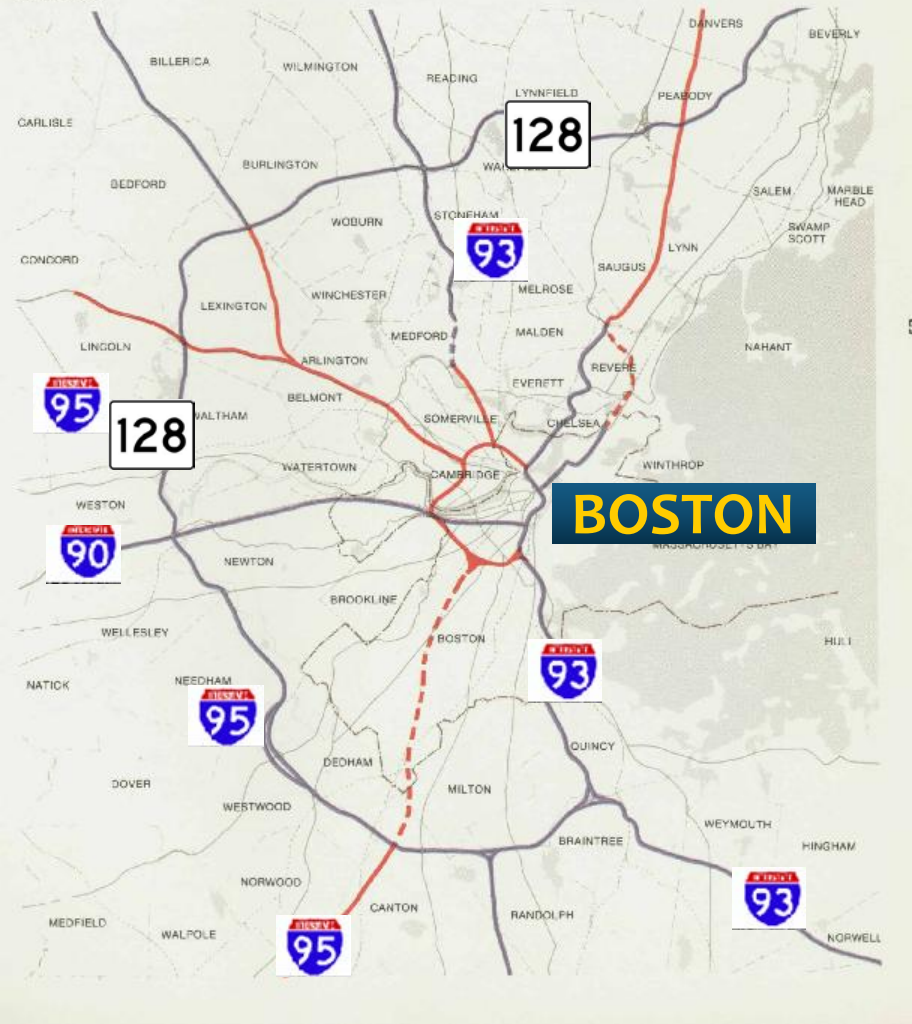 DANVERS
BEVERLY
BILLERICA
WILMINGTON
READING
LYNNFIELD
PEABODY
CARLISLE
128
BURLINGTON
BEDFORD
SALEM
MARBLE
HEAD
STONEHAM
WOBURN
SWAMP
SCOTT
93
LYNN
CONCORD
SAUGUS
MELROSE
WINCHESTER
LEXINGTON
MEDFORD
MALDEN
LINCOLN
NAHANT
ARLINGTON
REVERE
EVERETT
95
BELMONT
WALTHAM
SOMERVILLE
CHELSEA
128
WATERTOWN
CAMBRIDGE
WINTHROP
WESTON
BOSTON
INTERSTATE
90
MASSACHUSETTS BAY
NEWTON
BROOKLINE
WELLESLEY
BOSTON
HULL
93
NATICK
NEEDHAM
95
QUINCY
DEDHAM
DOVER
MILTON
WESTWOOD
WEYMOUTH
BRAINTREE
HINGHAM
NORWOOD
93
CANTON
RANDOLPH
MEDFIELD
WALPOLE
NORWELL
95